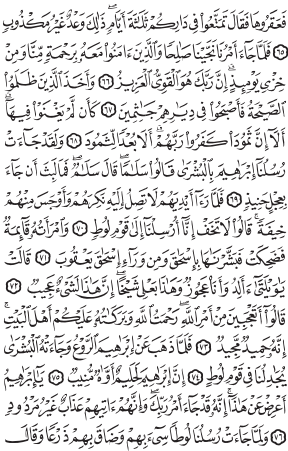 فَعَقَرُوهَا فَقَالَ تَمَتَّعُوا۟ فِى دَارِكُمْ ثَلَٰثَةَ أَيَّامٍ ۖ ذَٰلِكَ وَعْدٌ غَيْرُ مَكْذُوبٍ
٦٥ فَلَمَّا جَآءَ أَمْرُنَا نَجَّيْنَا صَٰلِحًا وَٱلَّذِينَ ءَامَنُوا۟ مَعَهُۥ بِرَحْمَةٍ مِّنَّا وَمِنْ
خِزْىِ يَوْمِئِذٍ ۗ إِنَّ رَبَّكَ هُوَ ٱلْقَوِىُّ ٱلْعَزِيزُ ٦٦ وَأَخَذَ ٱلَّذِينَ ظَلَمُوا۟
ٱلصَّيْحَةُ فَأَصْبَحُوا۟ فِى دِيَٰرِهِمْ جَٰثِمِينَ ٦٧ كَأَن لَّمْ يَغْنَوْا۟ فِيهَآ ۗ
أَلَآ إِنَّ ثَمُودَا۟ كَفَرُوا۟ رَبَّهُمْ ۗ أَلَا بُعْدًا لِّثَمُودَ ٦٨ وَلَقَدْ جَآءَتْ
رُسُلُنَآ إِبْرَٰهِيمَ بِٱلْبُشْرَىٰ قَالُوا۟ سَلَٰمًا ۖ قَالَ سَلَٰمٌ ۖ فَمَا لَبِثَ أَن جَآءَ
بِعِجْلٍ حَنِيذٍ ٦٩ فَلَمَّا رَءَآ أَيْدِيَهُمْ لَا تَصِلُ إِلَيْهِ نَكِرَهُمْ وَأَوْجَسَ مِنْهُمْ
خِيفَةً ۚ قَالُوا۟ لَا تَخَفْ إِنَّآ أُرْسِلْنَآ إِلَىٰ قَوْمِ لُوطٍ ٧٠ وَٱمْرَأَتُهُۥ قَآئِمَةٌ
فَضَحِكَتْ فَبَشَّرْنَٰهَا بِإِسْحَٰقَ وَمِن وَرَآءِ إِسْحَٰقَ يَعْقُوبَ ٧١ قَالَتْ
يَٰوَيْلَتَىٰٓ ءَأَلِدُ وَأَنَا۠ عَجُوزٌ وَهَٰذَا بَعْلِى شَيْخًا ۖ إِنَّ هَٰذَا لَشَىْءٌ عَجِيبٌ
٧٢ قَالُوٓا۟ أَتَعْجَبِينَ مِنْ أَمْرِ ٱللَّهِ ۖ رَحْمَتُ ٱللَّهِ وَبَرَكَٰتُهُۥ عَلَيْكُمْ أَهْلَ ٱلْبَيْتِ ۚ
إِنَّهُۥ حَمِيدٌ مَّجِيدٌ ٧٣ فَلَمَّا ذَهَبَ عَنْ إِبْرَٰهِيمَ ٱلرَّوْعُ وَجَآءَتْهُ ٱلْبُشْرَىٰ
يُجَٰدِلُنَا فِى قَوْمِ لُوطٍ ٧٤ إِنَّ إِبْرَٰهِيمَ لَحَلِيمٌ أَوَّٰهٌ مُّنِيبٌ ٧٥ يَٰٓإِبْرَٰهِيمُ
أَعْرِضْ عَنْ هَٰذَآ ۖ إِنَّهُۥ قَدْ جَآءَ أَمْرُ رَبِّكَ ۖ وَإِنَّهُمْ ءَاتِيهِمْ عَذَابٌ غَيْرُ مَرْدُودٍ
٧٦ وَلَمَّا جَآءَتْ رُسُلُنَا لُوطًا سِىٓءَ بِهِمْ وَضَاقَ بِهِمْ ذَرْعًا وَقَالَ